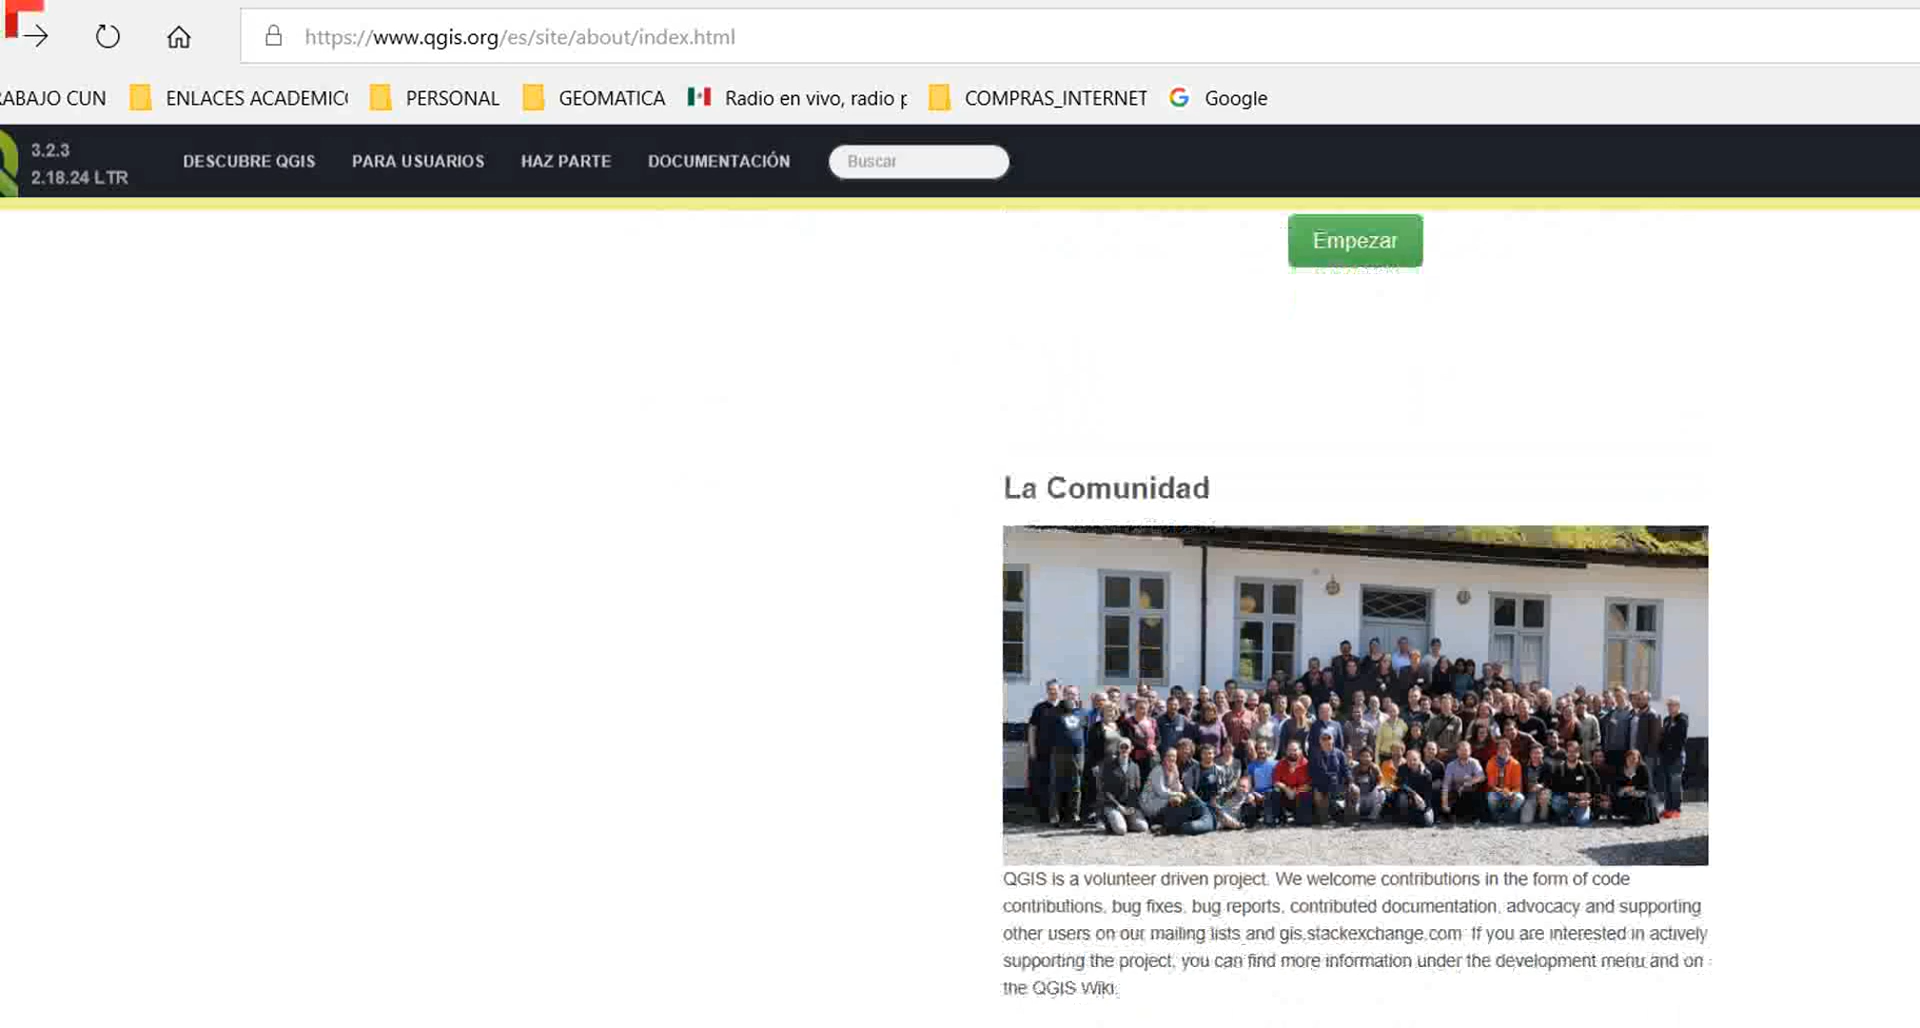 https://www.qgis.org/es/site/about/index.html
RABAJO CUN ENLACES ACADEMIC PERSONAL GEOMATICA Radio en vivo, radio p COMPRAS_INTERNET Google
3.2.3
2.18.24 LTR
DESCUBRE QGIS PARA USUARIOS HAZ PARTE DOCUMENTACIÓN Buscar
Empezar
La Comunidad
QGIS is a volunteer driven project. We welcome contributions in the form of code
contributions, bug fixes, bug reports, contributed documentation, advocacy and supporting
other users on our mailing lists and gis.stackexchange.com If you are interested in actively
supporting the project, you can find more information under the development menu and on
the QGIS Wiki.